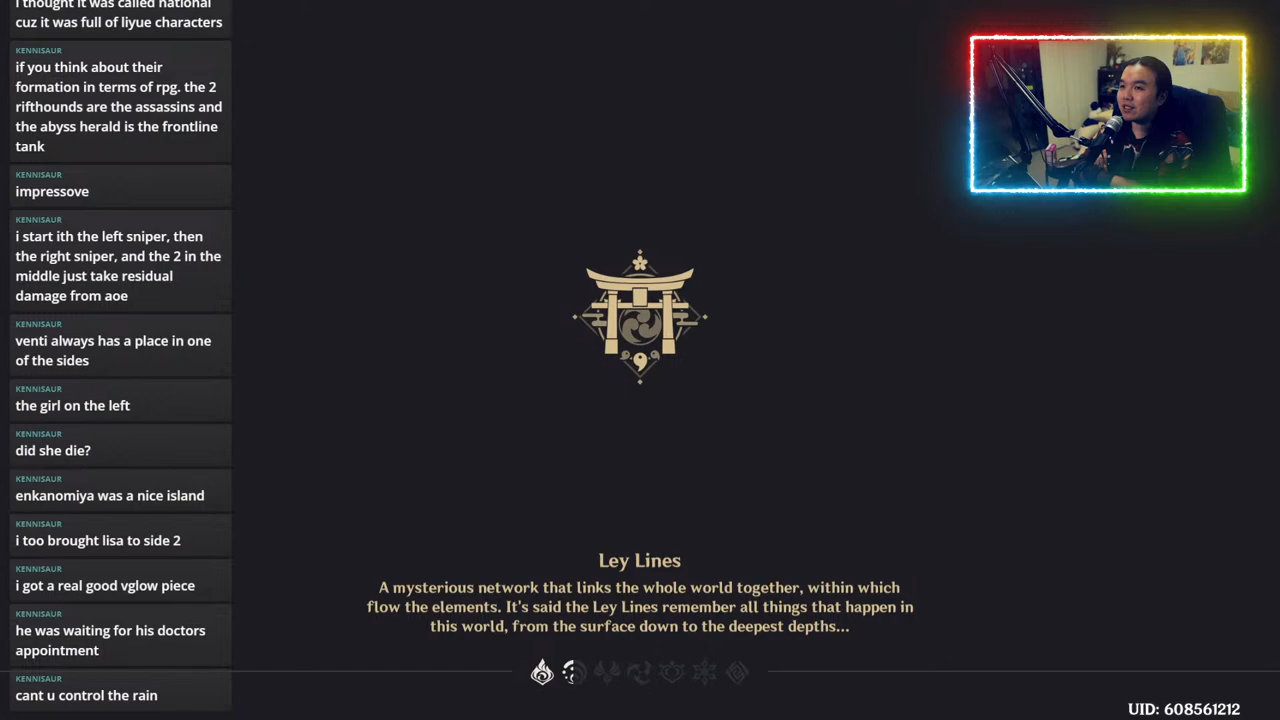 i thought it was called national
cuz it was full of liyue characters
KENNISAUR
if you think about their
formation in terms of rpg. the 2
rifthounds are the assassins and
the abyss herald is the frontline
tank
KENNISAUR
impressove
KENNISAUR
i start ith the left sniper, then
the right sniper, and the 2 in the
middle just take residual
damage from aoe
KENNISAUR
venti always has a place in one
of the sides
KENNISAUR
the girl on the left
KENNISAUR
did she die?
KENNISAUR
enkanomiya was a nice island
KENNISAUR
i too brought lisa to side 2
KENNISAUR
i got a real good vglow piece
KENNISAUR
he was waiting for his doctors
appointment
KENNISAUR
cant u control the rain
Ley Lines
A mysterious network that links the whole world together, within which
flow the elements. It's said the Ley Lines remember all things that happen in
this world, from the surface down to the deepest depths...
UID: 608561212